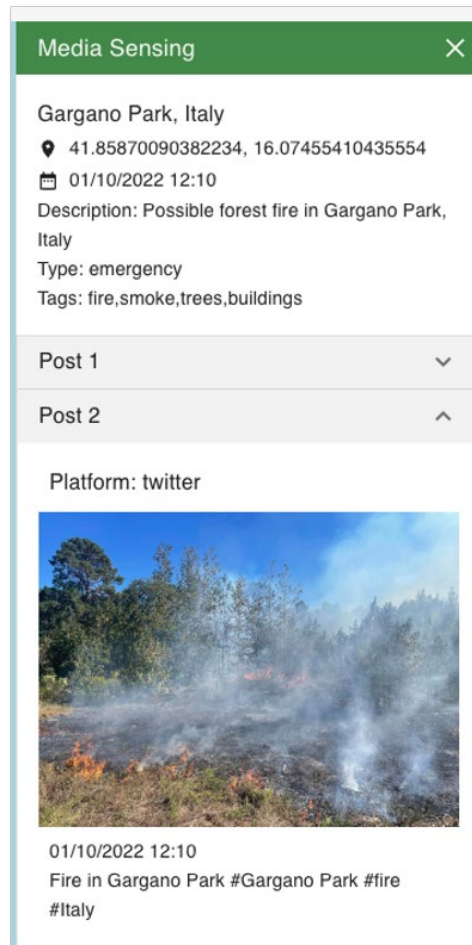 Media Sensing
Gargano Park, Italy
41.85870090382234, 16.07455410435554
01/10/2022 12:10
Description: Possible forest fire in Gargano Park,
Italy
Type: emergency
Tags: fire,smoke,trees,buildings
Post 1
Post 2
Platform: twitter
01/10/2022 12:10
Fire in Gargano Park #Gargano Park #fire
#Italy